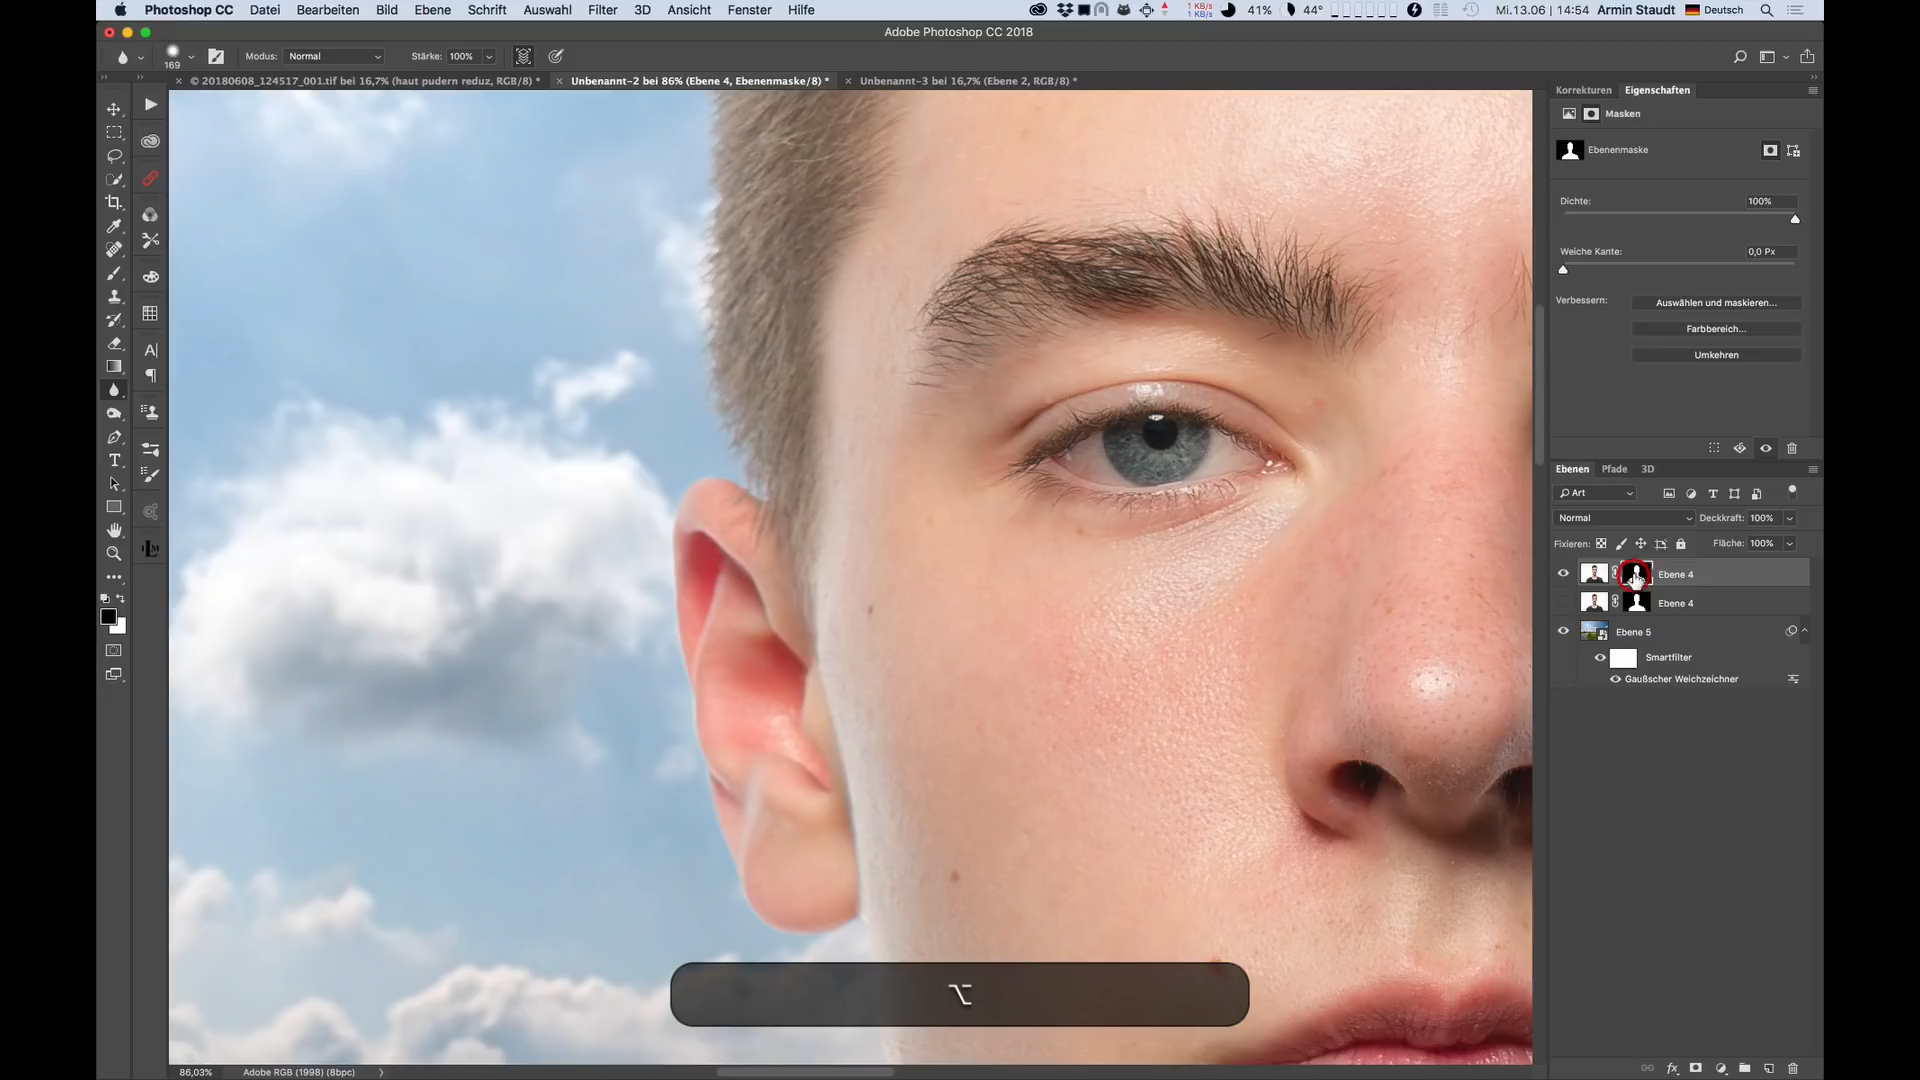 Photoshop CC Datei Bearbeiten Bild Ebene Schrift Auswahl Filter 3D Ansicht Fenster Hilfe 1 KB/s 1 KB/s 41% 44° Mi.13.06 14:54 Armin Staudt Deutsch
Adobe Photoshop CC 2018
169 Modus: Normal Stärke: 100%
© 20180608_124517_001.tif bei 16,7% (haut pudern reduz, RGB/8) * Unbenannt-2 bei 86% (Ebene 4, Ebenenmaske/8) * Unbenannt-3 bei 16,7% (Ebene 2, RGB/8) *
Korrekturen Eigenschaften
Masken
Ebenenmaske
Dichte: 100%
Weiche Kante: 0,0 Px
Verbessern: Auswählen und maskieren...
Farbbereich...
Umkehren
Ebenen Pfade 3D
Art
Normal Deckkraft: 100%
Fixieren: Fläche: 100%
Ebene 4
Ebene 4
Ebene 5
Smartfilter
Gaußscher Weichzeichner
⌥
86,03% Adobe RGB (1998) (8bpc)